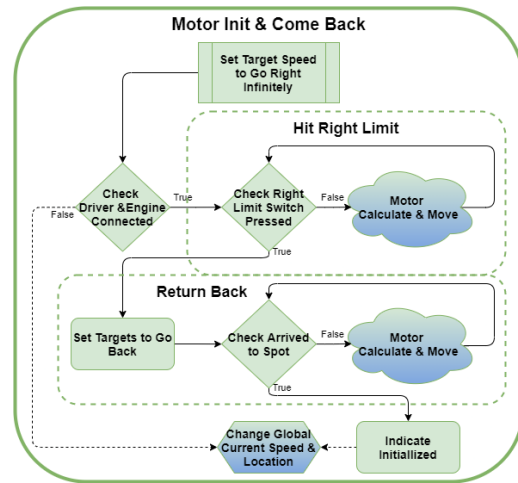 Motor Init & Come Back
Set Target Speed
to Go Right
Infinitely
Hit Right Limit
Check
Driver &Engine
Connected
True
False
Check Right
Limit Switch
Pressed
False
Motor
Calculate & Move
True
Return Back
Set Targets to Go
Back
Check Arrived
to Spot
False
Motor
Calculate & Move
True
Change Global
Current Speed &
Location
Indicate
Initiallized